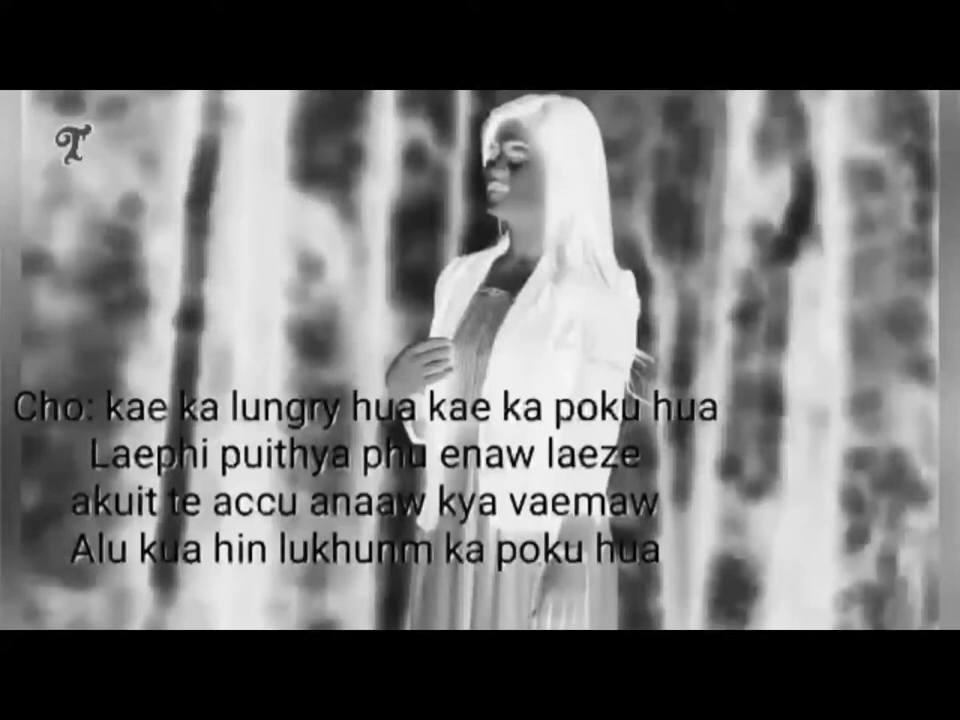 T
Cho: kae ka lungry hua kae ka poku hua
Laephi puithya phu enaw laeze
akuit te accu anaaw kya vaemaw
Alu kua hin lukhunm ka poku hua